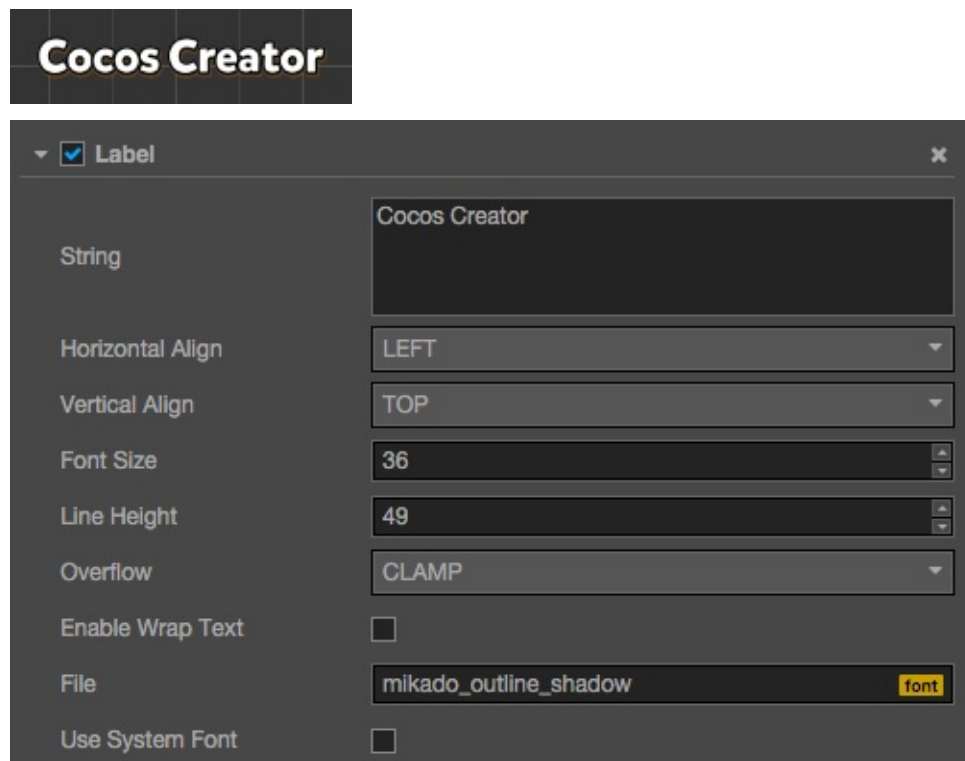 Cocos Creator
Label
String
Cocos Creator
Horizontal Align
LEFT
Vertical Align
TOP
Font Size
36
Line Height
49
Overflow
CLAMP
Enable Wrap Text
File
mikado_outline_shadow
font
Use System Font